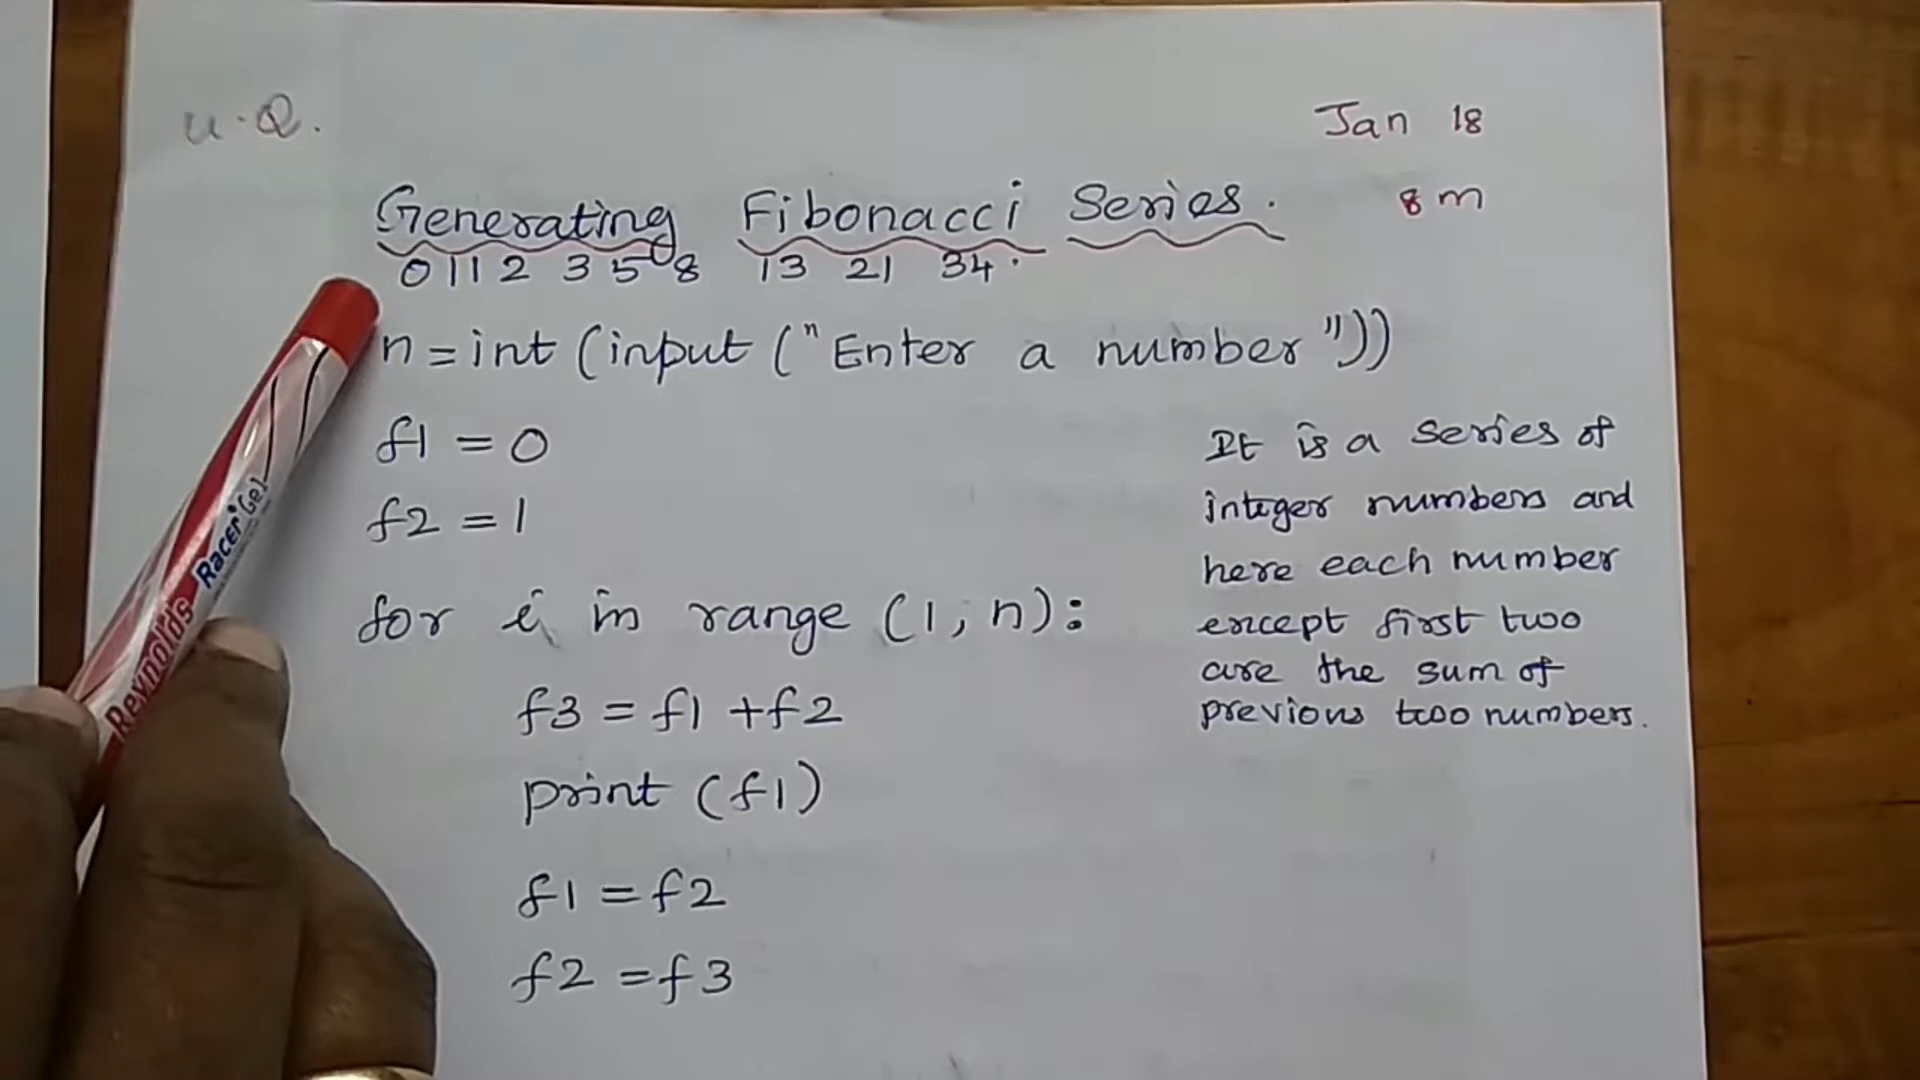 U.Q.
Jan 18
8m
Generating Fibonacci Series.
0 1 1 2 3 5 8 13 21 34.
n = int (input ("Enter a number"))
f1 = 0
f2 = 1
for i in range (1, n):
f3 = f1 + f2
print (f1)
f1 = f2
f2 = f3
It is a series of
integer numbers and
here each number
except first two
are the sum of
previous two numbers.
Reynolds Racer Gel